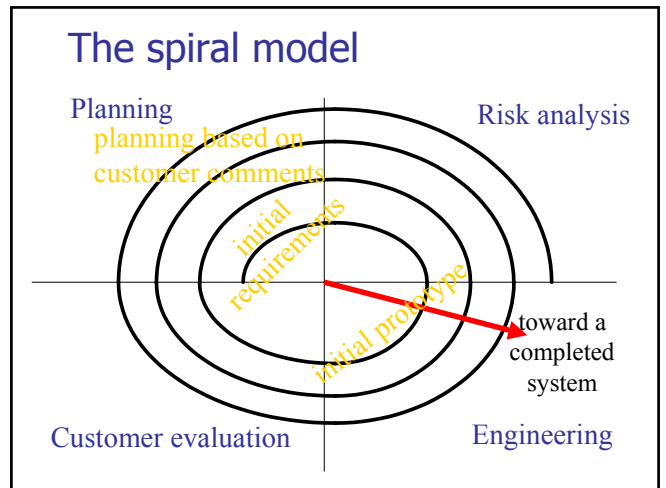 The spiral model
Planning
Risk analysis
planning based on
customer comments
initial
requirements
initial prototype
toward a
completed
system
Customer evaluation
Engineering